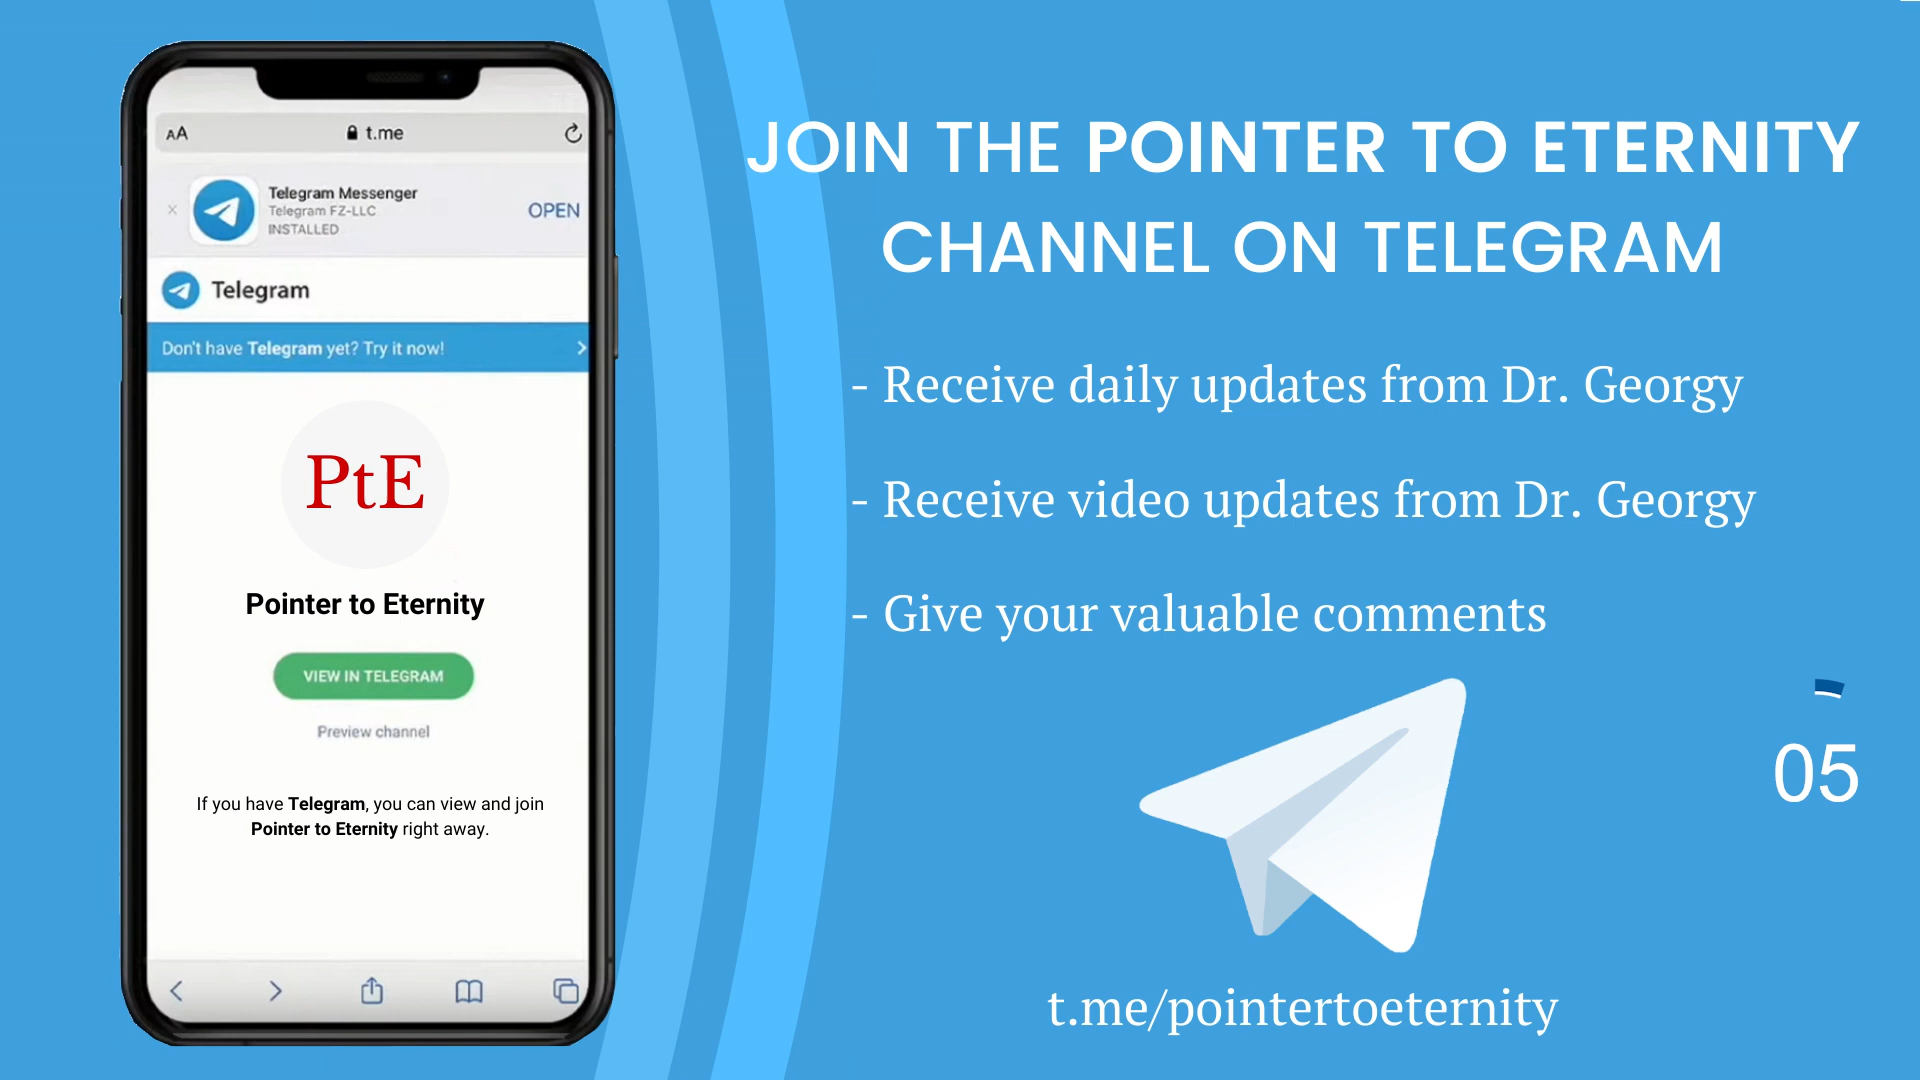 AA
t.me
Telegram Messenger
Telegram FZ-LLC
INSTALLED
OPEN
Telegram
Don't have Telegram yet? Try it now!
PtE
Pointer to Eternity
VIEW IN TELEGRAM
Preview channel
If you have Telegram, you can view and join
Pointer to Eternity right away.
JOIN THE POINTER TO ETERNITY
CHANNEL ON TELEGRAM
- Receive daily updates from Dr. Georgy
- Receive video updates from Dr. Georgy
- Give your valuable comments
05
t.me/pointertoeternity